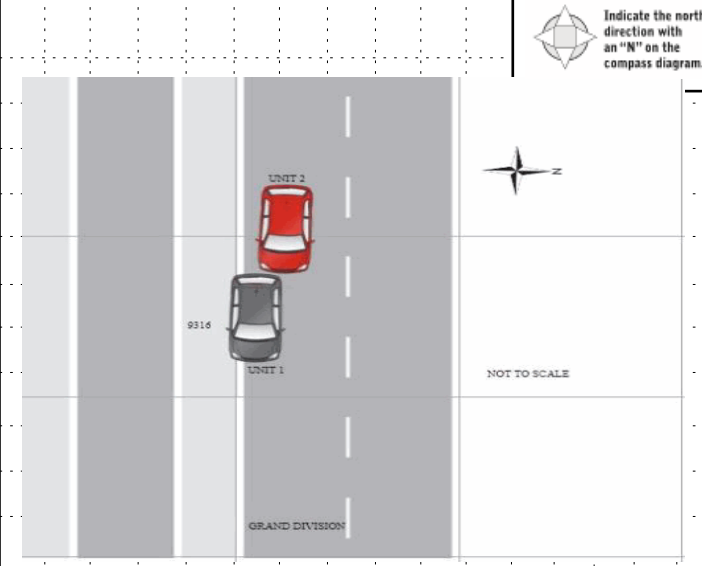 Indicate the north
direction with
an "N" on the
compass diagram.
UNIT 2
N
9316
UNIT 1
NOT TO SCALE
GRAND DIVISION